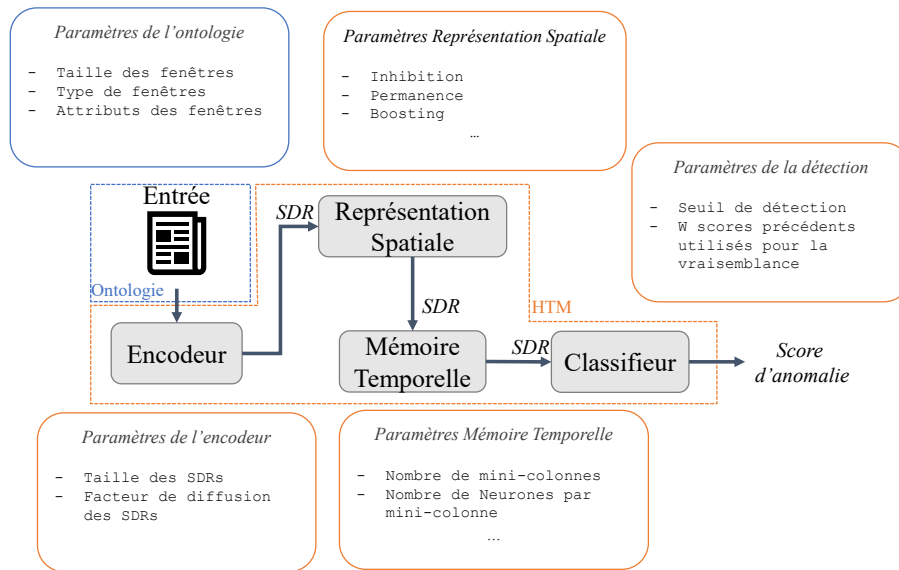 Paramètres de l'ontologie
- Taille des fenêtres
- Type de fenêtres
- Attributs des fenêtres
Paramètres Représentation Spatiale
- Inhibition
- Permanence
- Boosting
…
Paramètres de la détection
- Seuil de détection
- W scores précédents
utilisés pour la
vraisemblance
Entrée
Ontologie
SDR
Représentation
Spatiale
SDR
HTM
Encodeur
Mémoire
Temporelle
SDR
Classifieur
Score
d'anomalie
Paramètres de l'encodeur
- Taille des SDRs
- Facteur de diffusion
des SDRs
Paramètres Mémoire Temporelle
- Nombre de mini-colonnes
- Nombre de Neurones par
mini-colonne
…